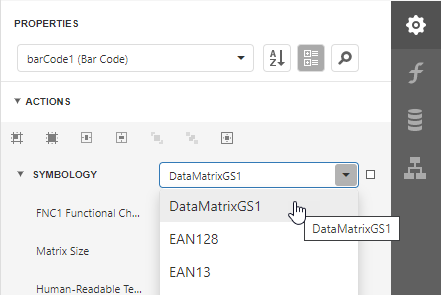 PROPERTIES
barCode1 (Bar Code)
ACTIONS
SYMBOLOGY
DataMatrixGS1
FNC1 Functional Ch...
DataMatrixGS1
DataMatrixGS1
Matrix Size
EAN128
Human-Readable Te...
EAN13